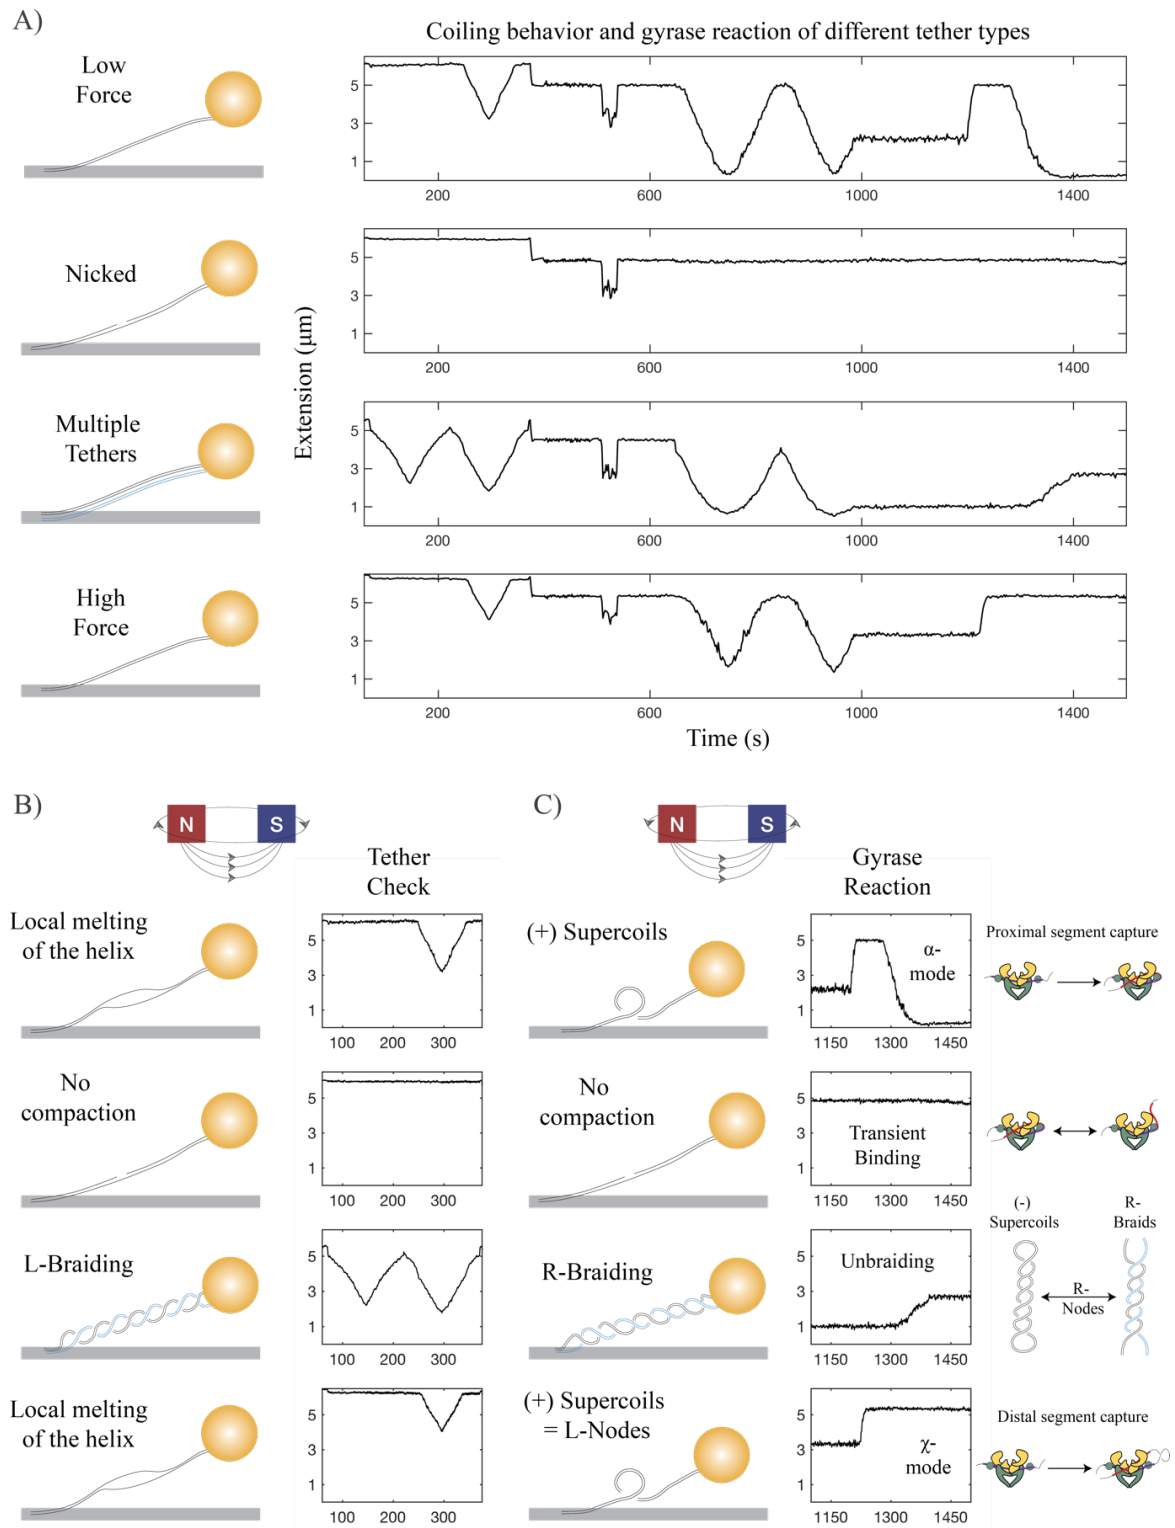 A)
Coiling behavior and gyrase reaction of different tether types
Low
Force
5
3
1
200
600
1000
1400
Nicked
5
3
1
200
600
1000
1400
Extension (µm)
Multiple
Tethers
5
3
1
200
600
1000
1400
High
Force
5
3
1
200
600
1000
1400
Time (s)
B)
N
S
Tether
Check
Local melting
of the helix
5
3
1
100
200
300
No
compaction
5
3
1
100
200
300
L-Braiding
5
3
1
100
200
300
Local melting
of the helix
5
3
1
100
200
300
C)
N
S
Gyrase
Reaction
(+) Supercoils
5
3
1
α-
mode
1150
1300
1450
Proximal segment capture
No
compaction
5
3
1
Transient
Binding
1150
1300
1450
R-Braiding
5
3
1
Unbraiding
1150
1300
1450
(-)
Supercoils
R-
Braids
R-
Nodes
(+) Supercoils
= L-Nodes
5
3
1
χ-
mode
1150
1300
1450
Distal segment capture